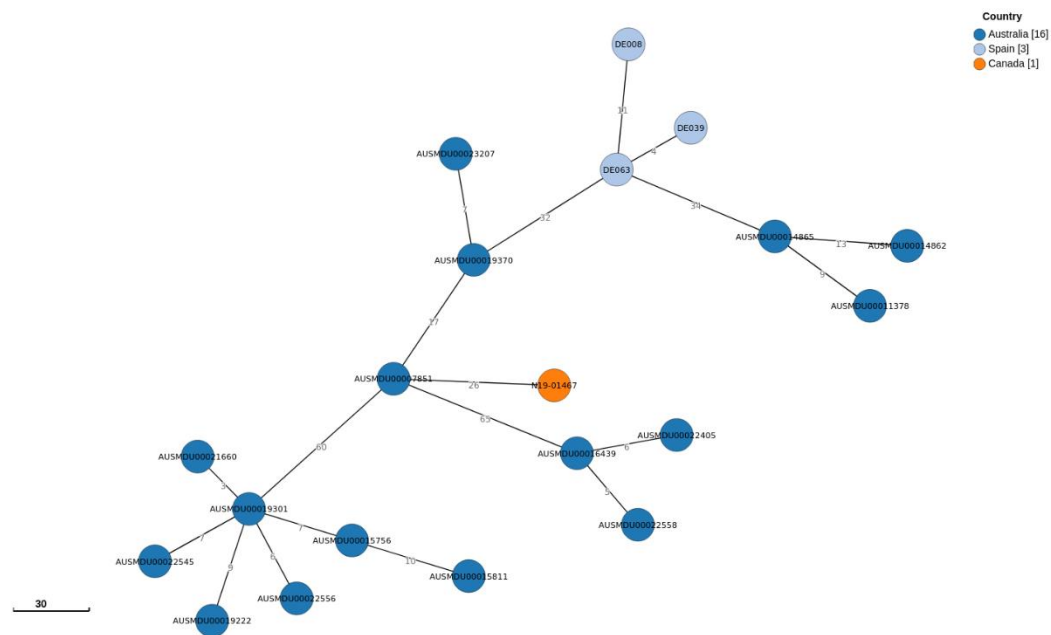 Country
Australia [16]
Spain [3]
Canada [1]
DE008
11
DE039
4
AUSMDU00023207
DE063
7
32
34
AUSMDU00014865
13
AUSMDU00014862
AUSMDU00019370
9
AUSMDU00011378
17
AUSMDU00007851
26
N19-01467
65
AUSMDU00022405
60
6
AUSMDU00016439
AUSMDU00021660
3
5
AUSMDU00019301
AUSMDU00022558
7
7
AUSMDU00015756
AUSMDU00022545
9
6
10
AUSMDU00015811
AUSMDU00022556
30
AUSMDU00019222